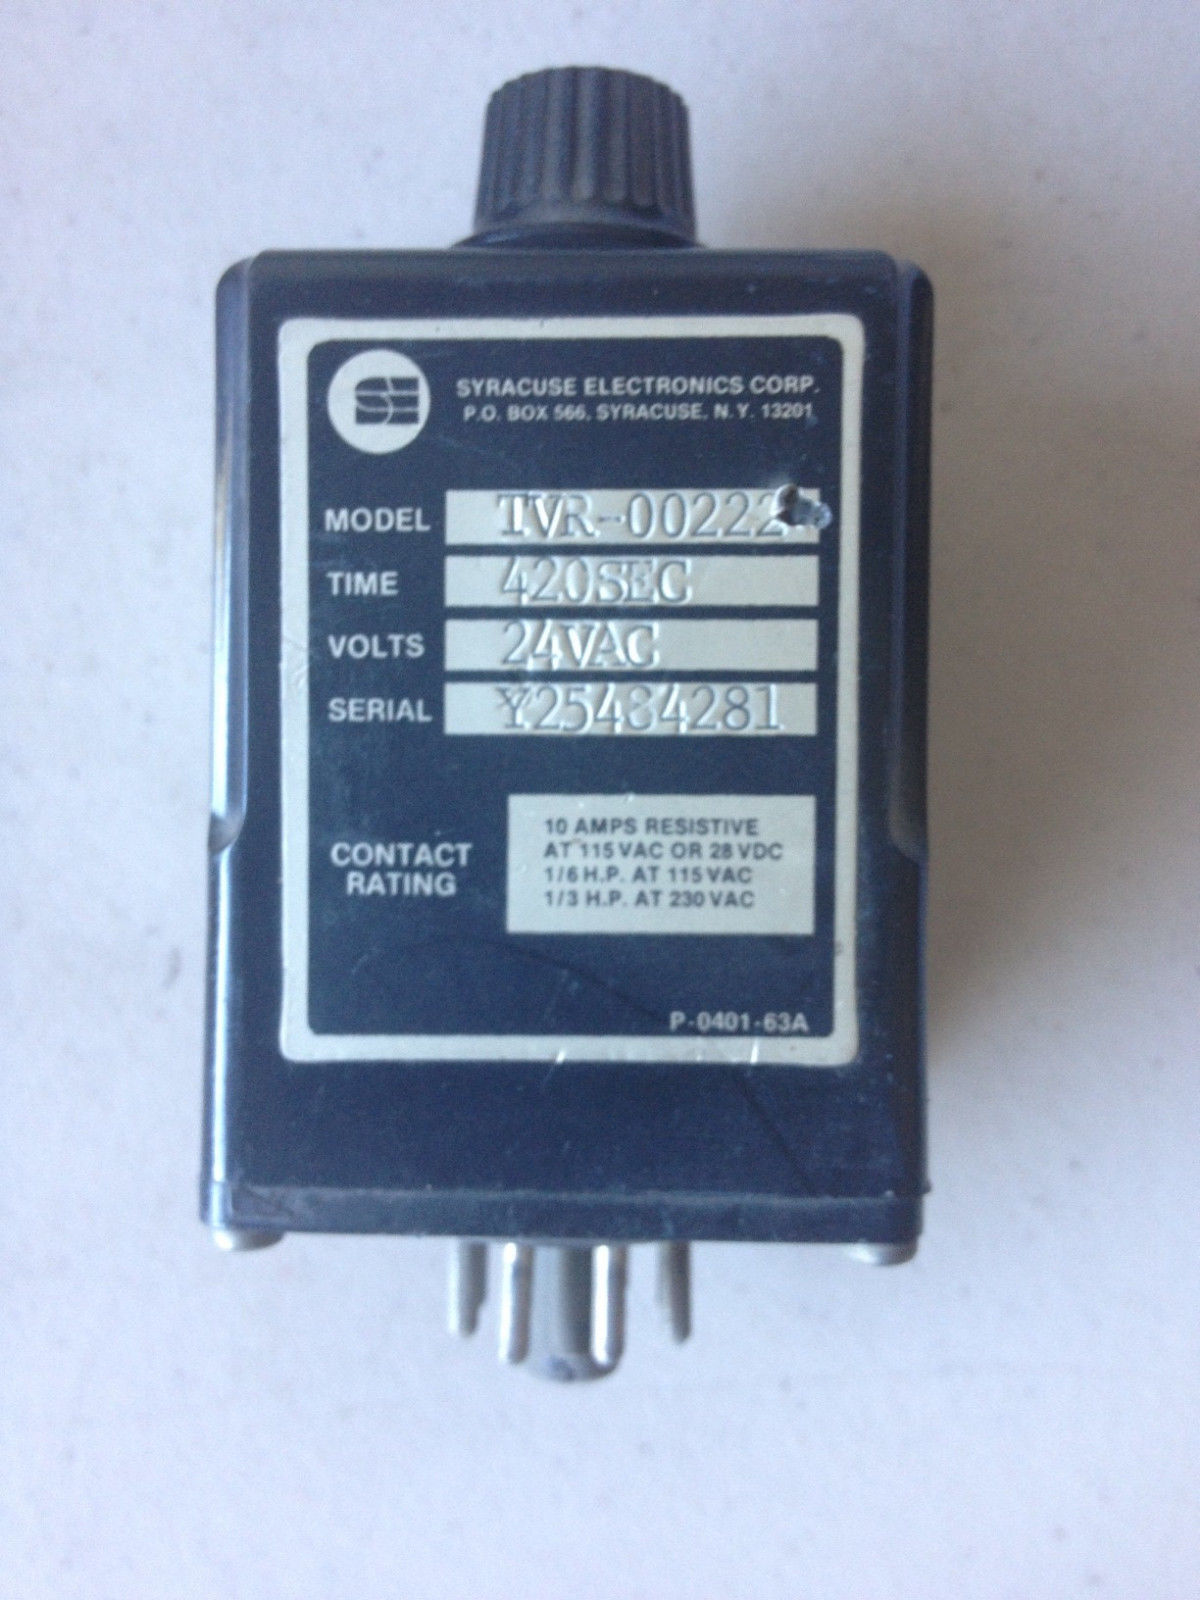 SE
SYRACUSE ELECTRONICS CORP.
P.O. BOX 566, SYRACUSE, N.Y. 13201
MODEL TVR-00222
TIME 420SEC
VOLTS 24VAC
SERIAL Y25484281
CONTACT RATING
10 AMPS RESISTIVE
AT 115 VAC OR 28 VDC
1/6 H.P. AT 115 VAC
1/3 H.P. AT 230 VAC
P-0401-63A